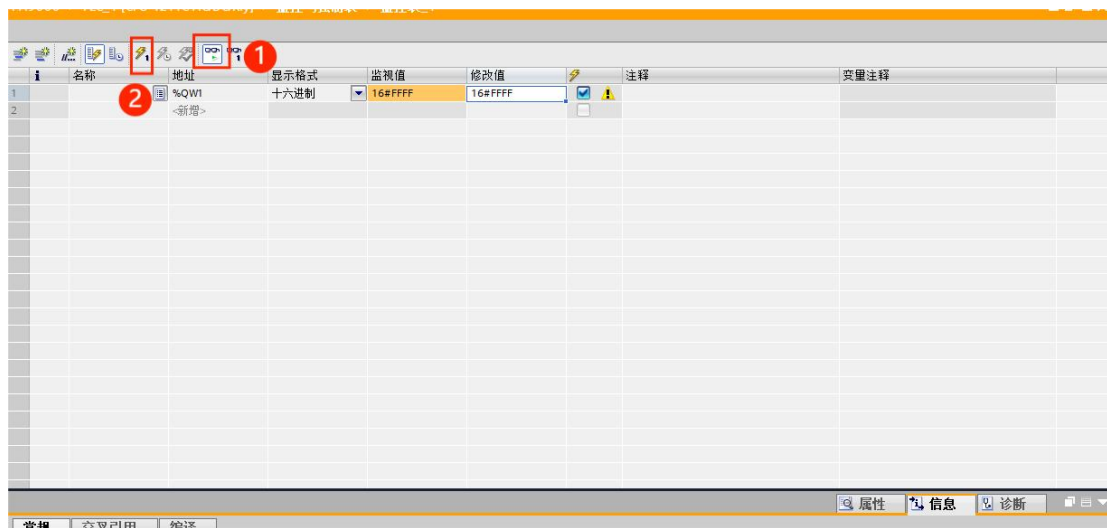 1
2
i 名称 地址 显示格式 监视值 修改值 注释 变量注释
1 %QW1 十六进制 16#FFFF 16#FFFF
2 <新增>
属性 信息 诊断
常规 交叉引用 编译